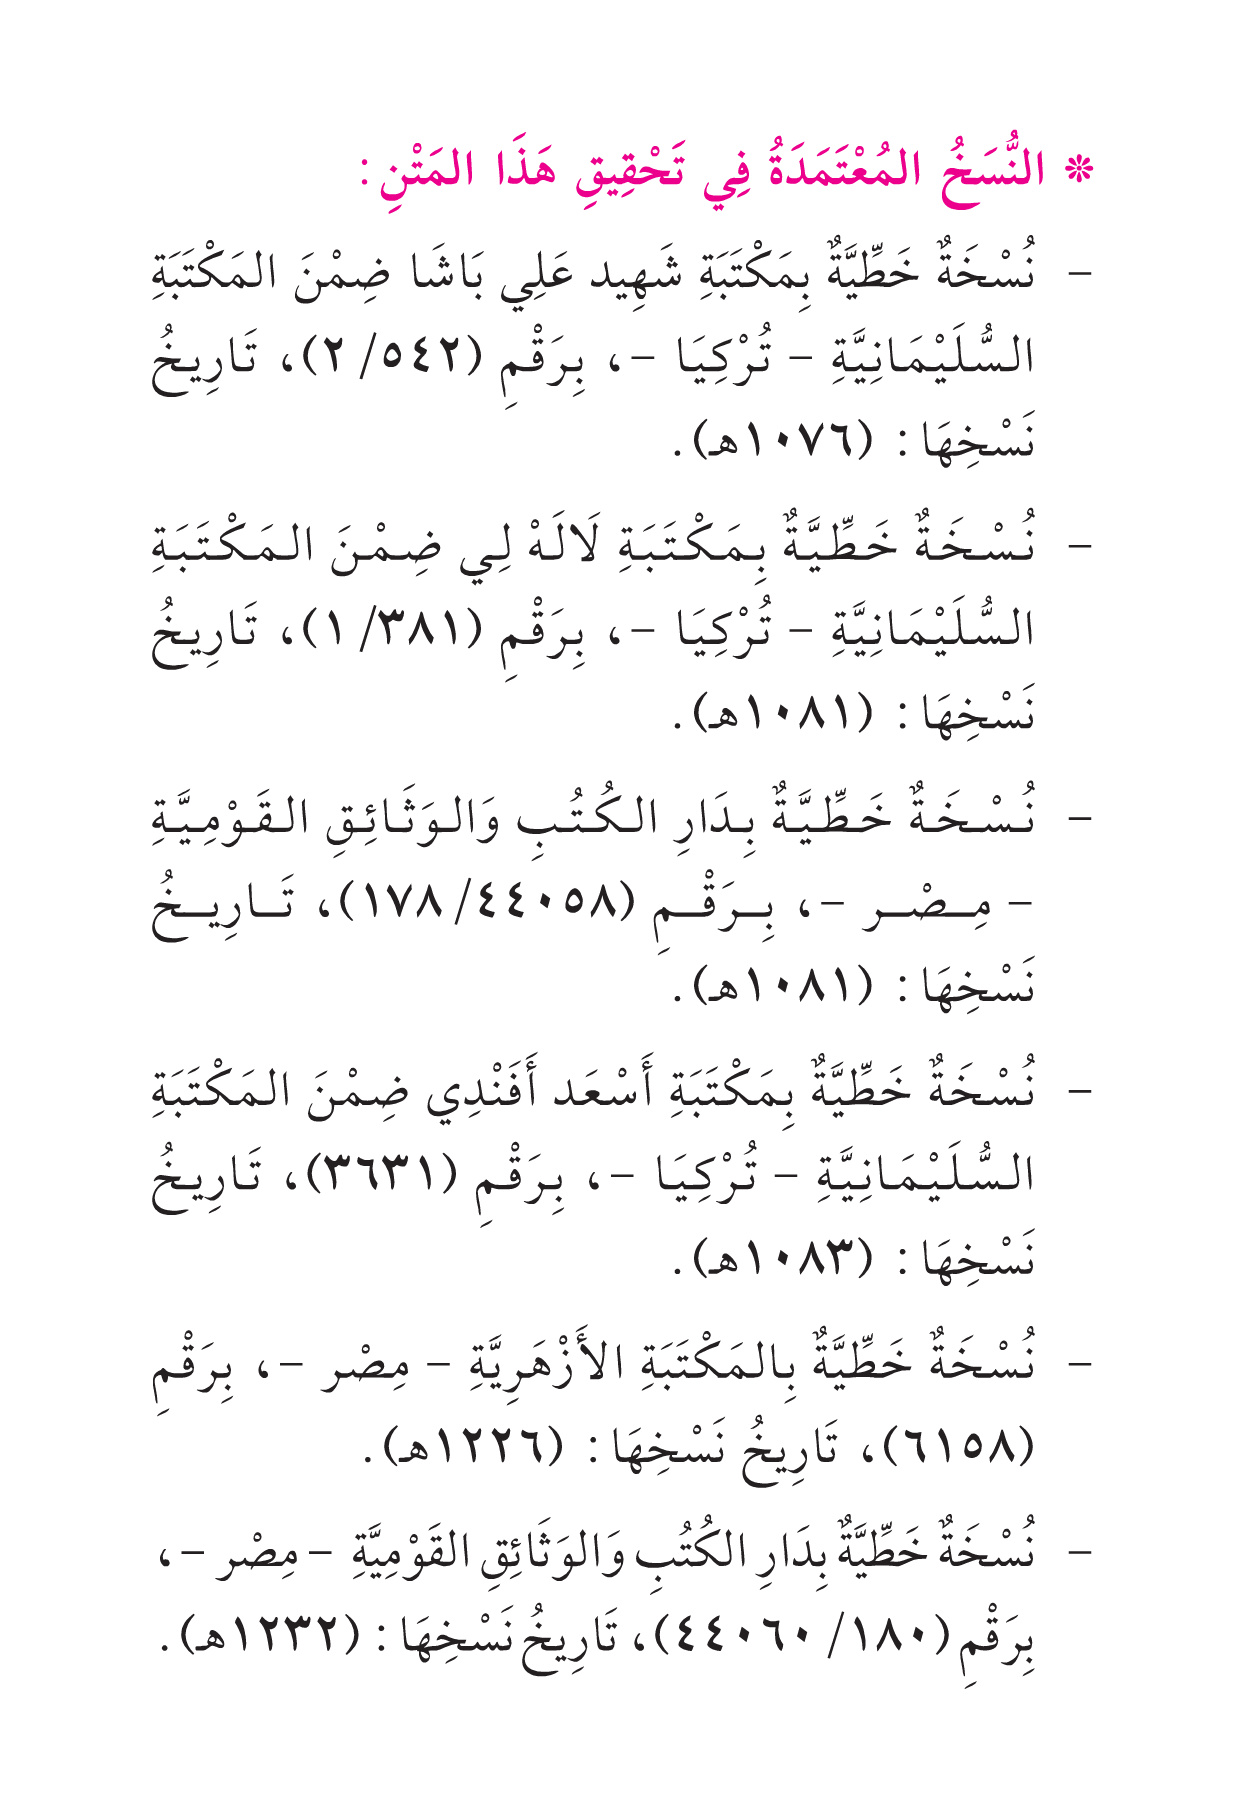 * النُّسَخُ المُعْتَمَدَةُ فِي تَحْقِيقِ هَذَا المَتْنِ:
- نُسْخَةٌ خَطِّيَّةٌ بِمَكْتَبَةِ شَهِيد عَلِي بَاشَا ضِمْنَ المَكْتَبَةِ
السُّلَيْمَانِيَّةِ - تُرْكِيَا -، بِرَقْمِ (٥٤٢/ ٢)، تَارِيخُ
نَسْخِهَا: (١٠٧٦هـ).
- نُسْخَةٌ خَطِّيَّةٌ بِمَكْتَبَةِ لَالَهْ لِي ضِمْنَ المَكْتَبَةِ
السُّلَيْمَانِيَّةِ - تُرْكِيَا -، بِرَقْمِ (٣٨١/ ١)، تَارِيخُ
نَسْخِهَا: (١٠٨١هـ).
- نُسْخَةٌ خَطِّيَّةٌ بِدَارِ الكُتُبِ وَالوَثَائِقِ القَوْمِيَّةِ
- مِصْر -، بِرَقْمِ (٤٤٠٥٨/ ١٧٨)، تَارِيخُ
نَسْخِهَا: (١٠٨١هـ).
- نُسْخَةٌ خَطِّيَّةٌ بِمَكْتَبَةِ أَسْعَد أَفَنْدِي ضِمْنَ المَكْتَبَةِ
السُّلَيْمَانِيَّةِ - تُرْكِيَا -، بِرَقْمِ (٣٦٣١)، تَارِيخُ
نَسْخِهَا: (١٠٨٣هـ).
- نُسْخَةٌ خَطِّيَّةٌ بِالمَكْتَبَةِ الأَزْهَرِيَّةِ - مِصْر -، بِرَقْمِ
(٦١٥٨)، تَارِيخُ نَسْخِهَا: (١٢٢٦هـ).
- نُسْخَةٌ خَطِّيَّةٌ بِدَارِ الكُتُبِ وَالوَثَائِقِ القَوْمِيَّةِ - مِصْر -،
بِرَقْمِ (١٨٠/ ٤٤٠٦٠)، تَارِيخُ نَسْخِهَا: (١٢٣٢هـ).